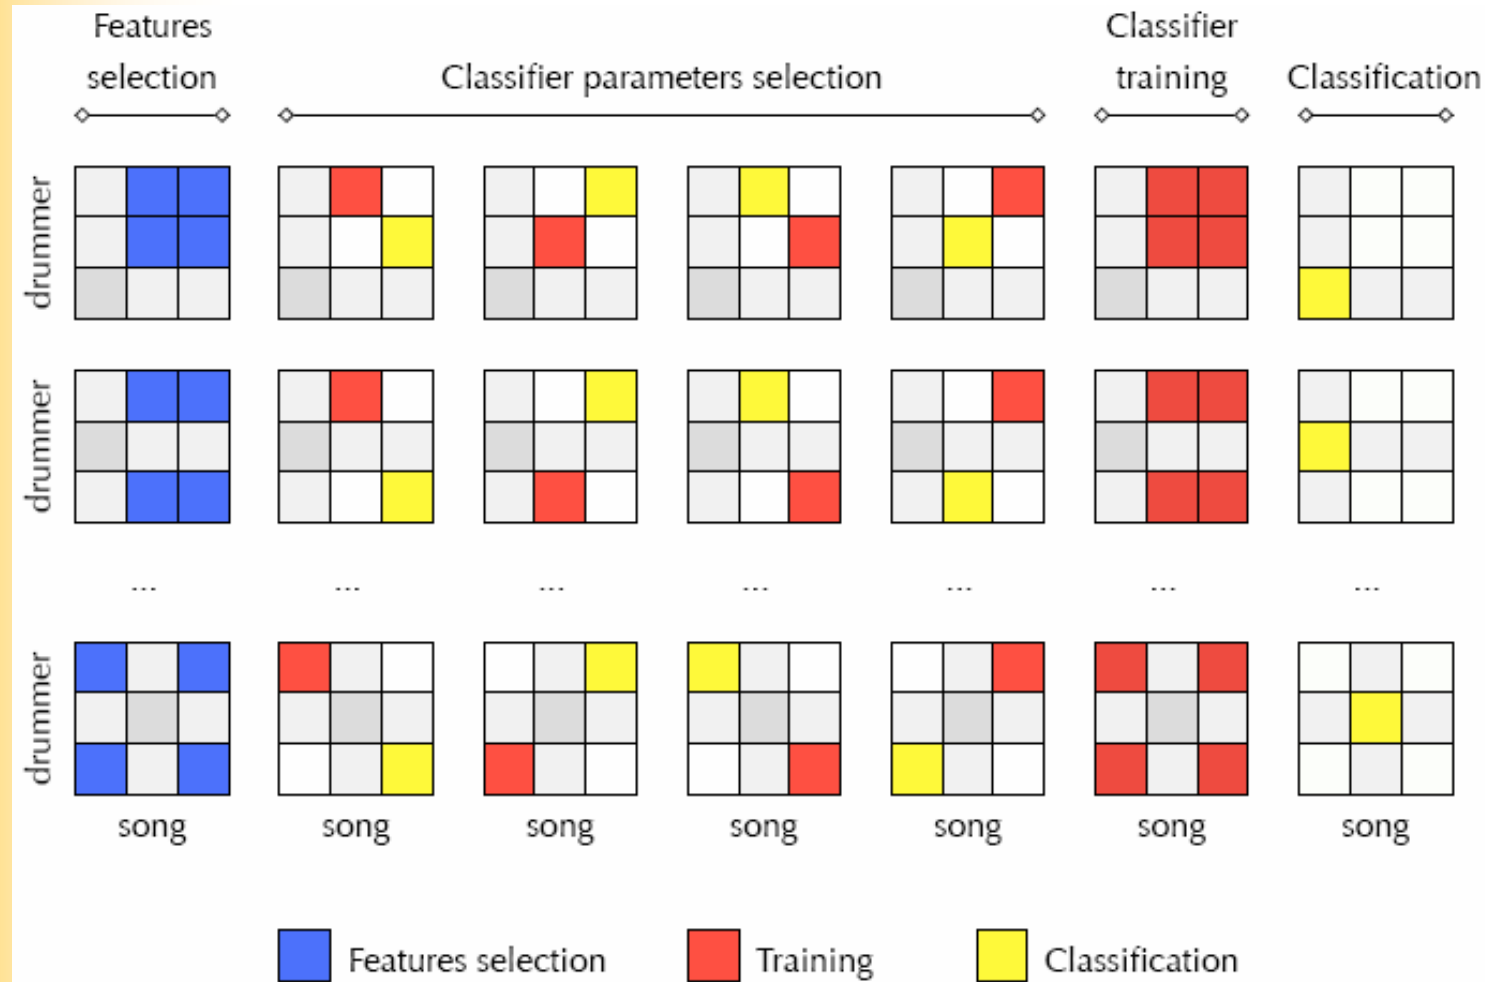 Features
selection
Classifier parameters selection
Classifier
training
Classification
drummer
drummer
... ... ... ... ... ... ...
drummer
song song song song song song song
Features selection Training Classification